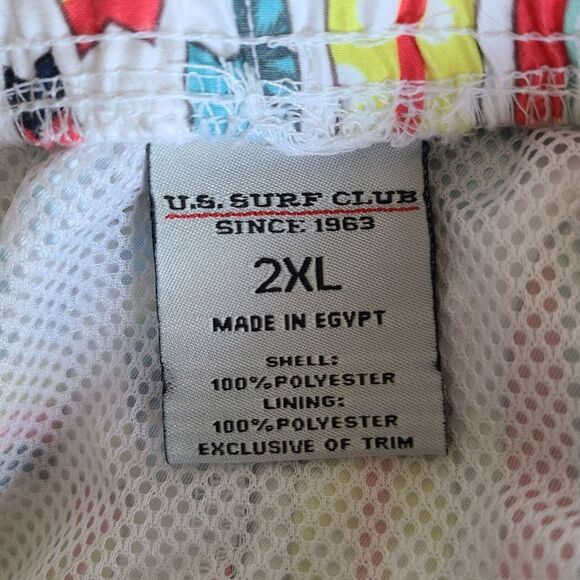 U.S. SURF CLUB
SINCE 1963
2XL
MADE IN EGYPT
SHELL:
100%POLYESTER
LINING:
100%POLYESTER
EXCLUSIVE OF TRIM